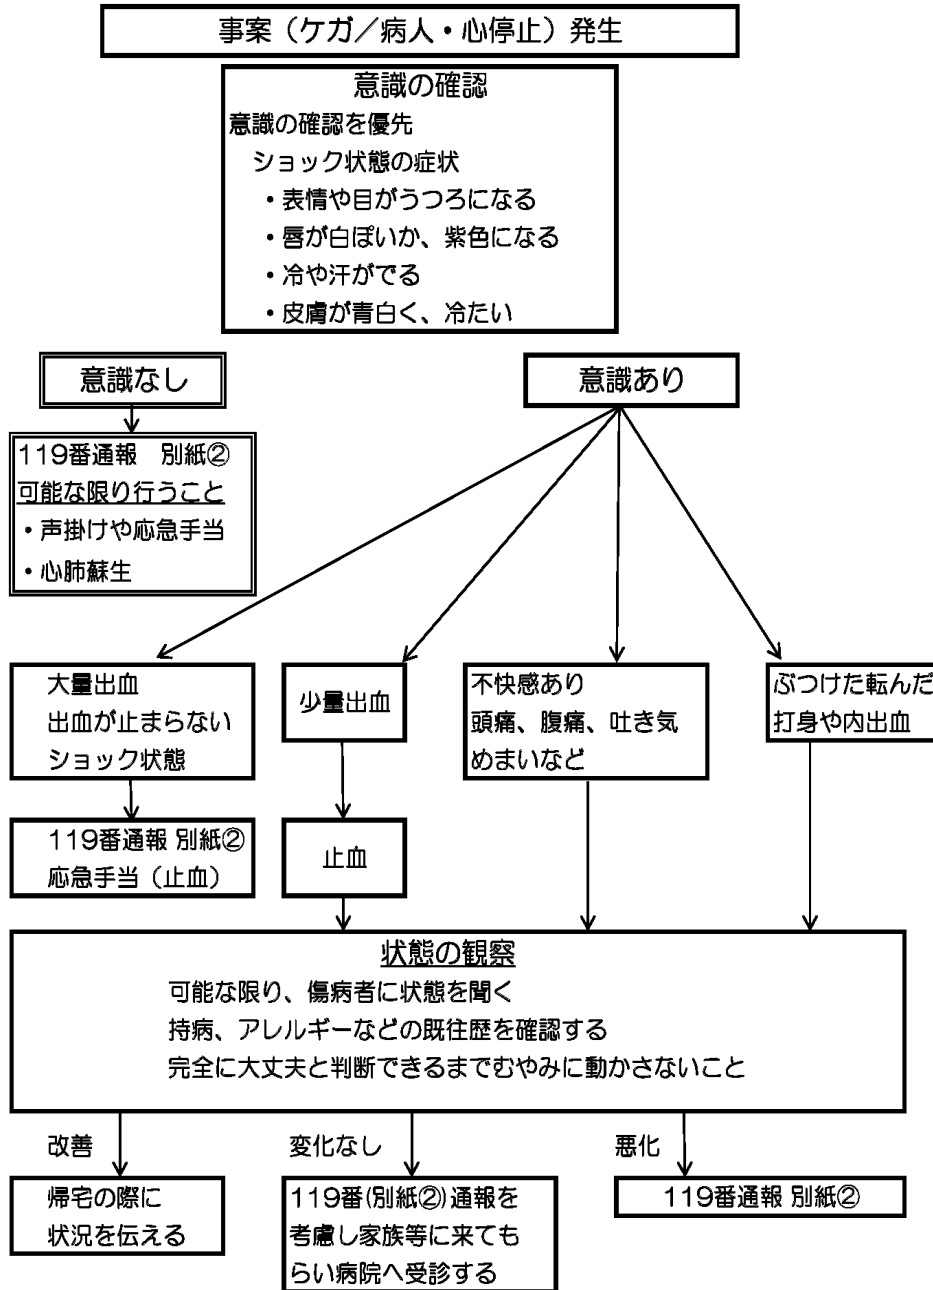 事案（ケガ／病人・心停止）発生
意識の確認
意識の確認を優先
ショック状態の症状
・表情や目がうつろになる
・唇が白ぽいか、紫色になる
・冷や汗がでる
・皮膚が青白く、冷たい
意識なし
意識あり
119番通報　別紙②
可能な限り行うこと
・声掛けや応急手当
・心肺蘇生
大量出血
出血が止まらない
ショック状態
少量出血
不快感あり
頭痛、腹痛、吐き気
めまいなど
ぶつけた転んだ
打身や内出血
119番通報 別紙②
応急手当（止血）
止血
状態の観察
可能な限り、傷病者に状態を聞く
持病、アレルギーなどの既往歴を確認する
完全に大丈夫と判断できるまでむやみに動かさないこと
改善
変化なし
悪化
帰宅の際に
状況を伝える
119番(別紙②)通報を
考慮し家族等に来ても
らい病院へ受診する
119番通報 別紙②